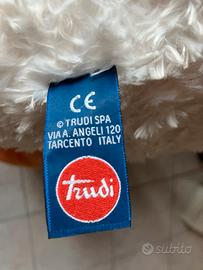 CE
© TRUDI SPA
VIA A. ANGELI 120
TARCENTO ITALY
trudi
subito